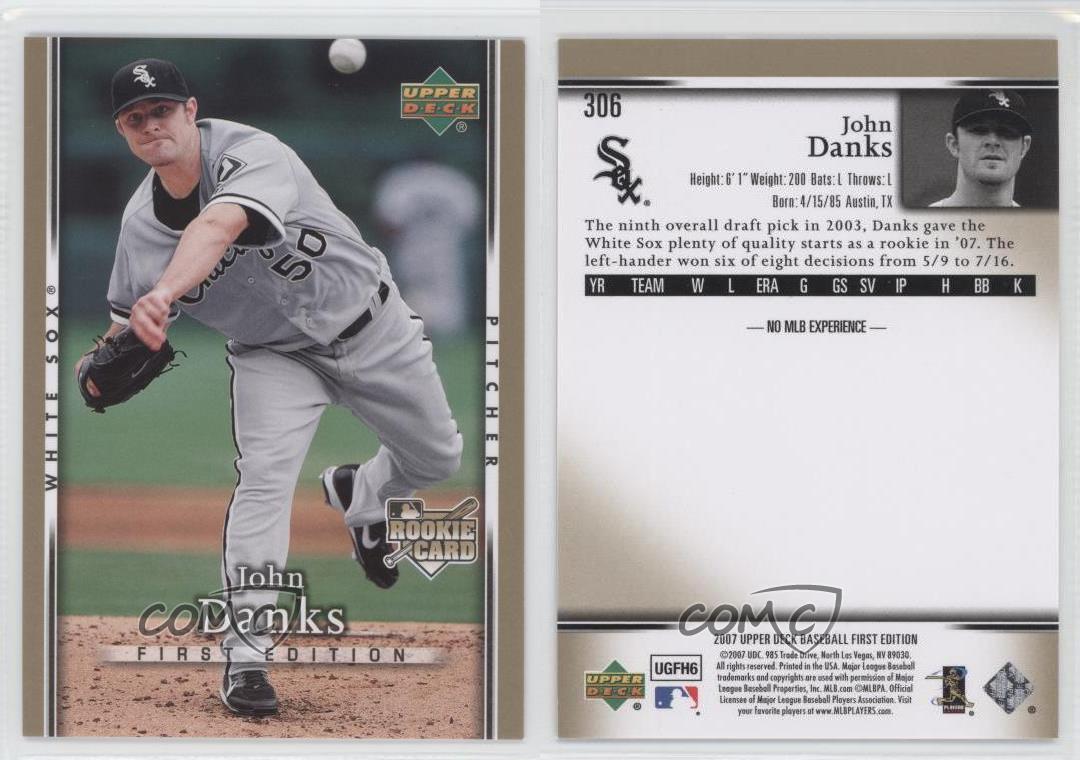 UPPER
D·E·C·K
®
WHITE SOX®
PITCHER
Sox
Chicago
50
ROOKIE
CARD
John
Danks
FIRST EDITION
COMC
306
Sox
®
John
Danks
Height: 6' 1" Weight: 200 Bats: L Throws: L
Born: 4/15/85 Austin, TX
The ninth overall draft pick in 2003, Danks gave the
White Sox plenty of quality starts as a rookie in '07. The
left-hander won six of eight decisions from 5/9 to 7/16.
YR TEAM W L ERA G GS SV IP H BB K
— NO MLB EXPERIENCE —
COMC
2007 UPPER DECK BASEBALL FIRST EDITION
©2007 UDC. 985 Trade Drive, North Las Vegas, NV 89030.
All rights reserved. Printed in the USA. Major League Baseball
trademarks and copyrights are used with permission of Major
League Baseball Properties, Inc. MLB.com ©MLBPA. Official
Licensee of Major League Baseball Players Association. Visit
your favorite players at www.MLBPLAYERS.com.
UPPER
D·E·C·K
®
UGFH6
PLAYERS
®